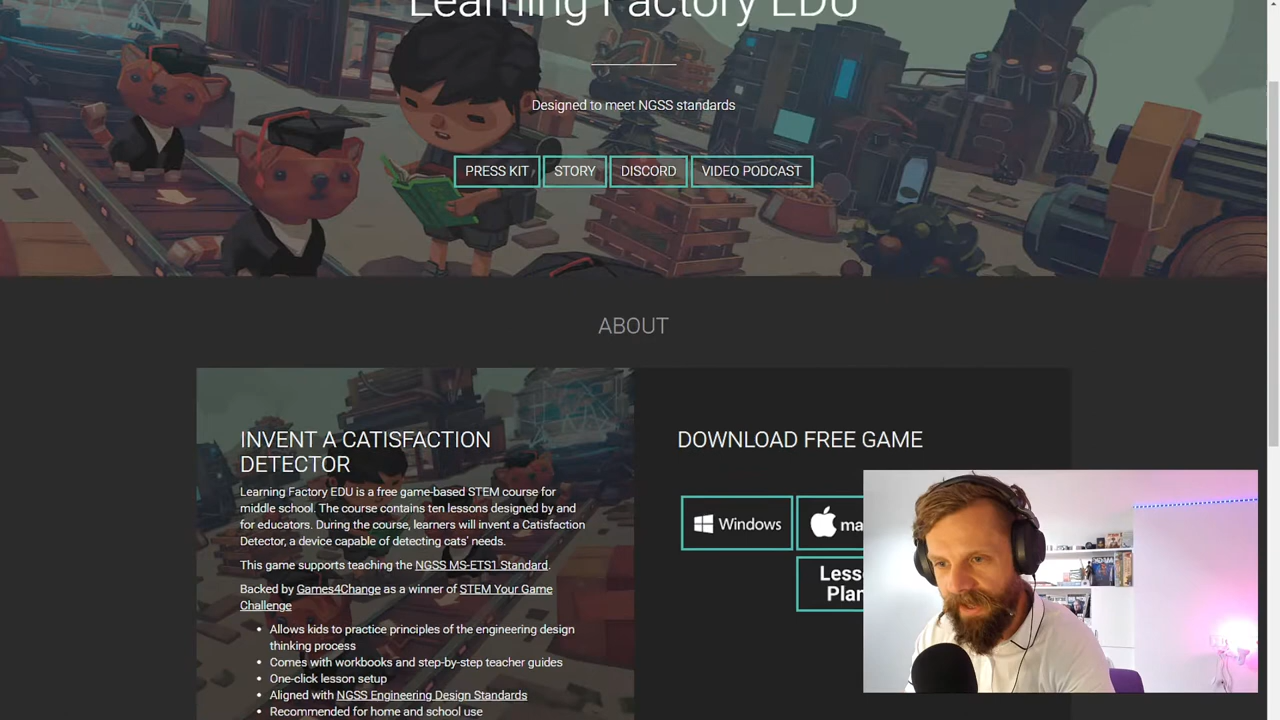 Learning Factory EDU
Designed to meet NGSS standards
PRESS KIT
STORY
DISCORD
VIDEO PODCAST
ABOUT
INVENT A CATISFACTION
DETECTOR
Learning Factory EDU is a free game-based STEM course for
middle school. The course contains ten lessons designed by and
for educators. During the course, learners will invent a Catisfaction
Detector, a device capable of detecting cats' needs.
This game supports teaching the NGSS MS-ETS1 Standard.
Backed by Games4Change as a winner of STEM Your Game
Challenge
• Allows kids to practice principles of the engineering design
thinking process
• Comes with workbooks and step-by-step teacher guides
• One-click lesson setup
• Aligned with NGSS Engineering Design Standards
• Recommended for home and school use
DOWNLOAD FREE GAME
Windows